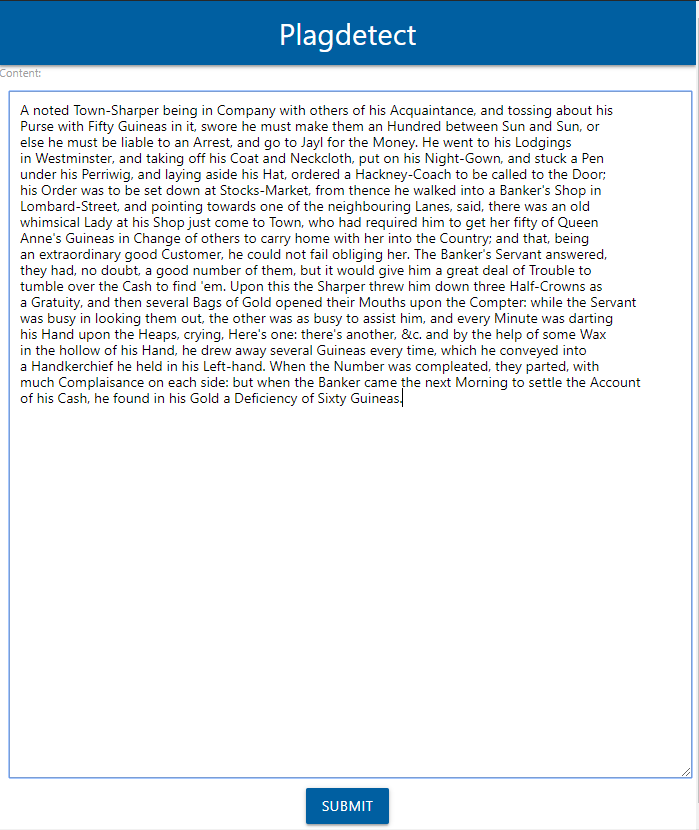 Plagdetect
Content:
A noted Town-Sharper being in Company with others of his Acquaintance, and tossing about his
Purse with Fifty Guineas in it, swore he must make them an Hundred between Sun and Sun, or
else he must be liable to an Arrest, and go to Jayl for the Money. He went to his Lodgings
in Westminster, and taking off his Coat and Neckcloth, put on his Night-Gown, and stuck a Pen
under his Perriwig, and laying aside his Hat, ordered a Hackney-Coach to be called to the Door;
his Order was to be set down at Stocks-Market, from thence he walked into a Banker's Shop in
Lombard-Street, and pointing towards one of the neighbouring Lanes, said, there was an old
whimsical Lady at his Shop just come to Town, who had required him to get her fifty of Queen
Anne's Guineas in Change of others to carry home with her into the Country; and that, being
an extraordinary good Customer, he could not fail obliging her. The Banker's Servant answered,
they had, no doubt, a good number of them, but it would give him a great deal of Trouble to
tumble over the Cash to find 'em. Upon this the Sharper threw him down three Half-Crowns as
a Gratuity, and then several Bags of Gold opened their Mouths upon the Compter: while the Servant
was busy in looking them out, the other was as busy to assist him, and every Minute was darting
his Hand upon the Heaps, crying, Here's one: there's another, &c. and by the help of some Wax
in the hollow of his Hand, he drew away several Guineas every time, which he conveyed into
a Handkerchief he held in his Left-hand. When the Number was compleated, they parted, with
much Complaisance on each side: but when the Banker came the next Morning to settle the Account
of his Cash, he found in his Gold a Deficiency of Sixty Guineas.
SUBMIT